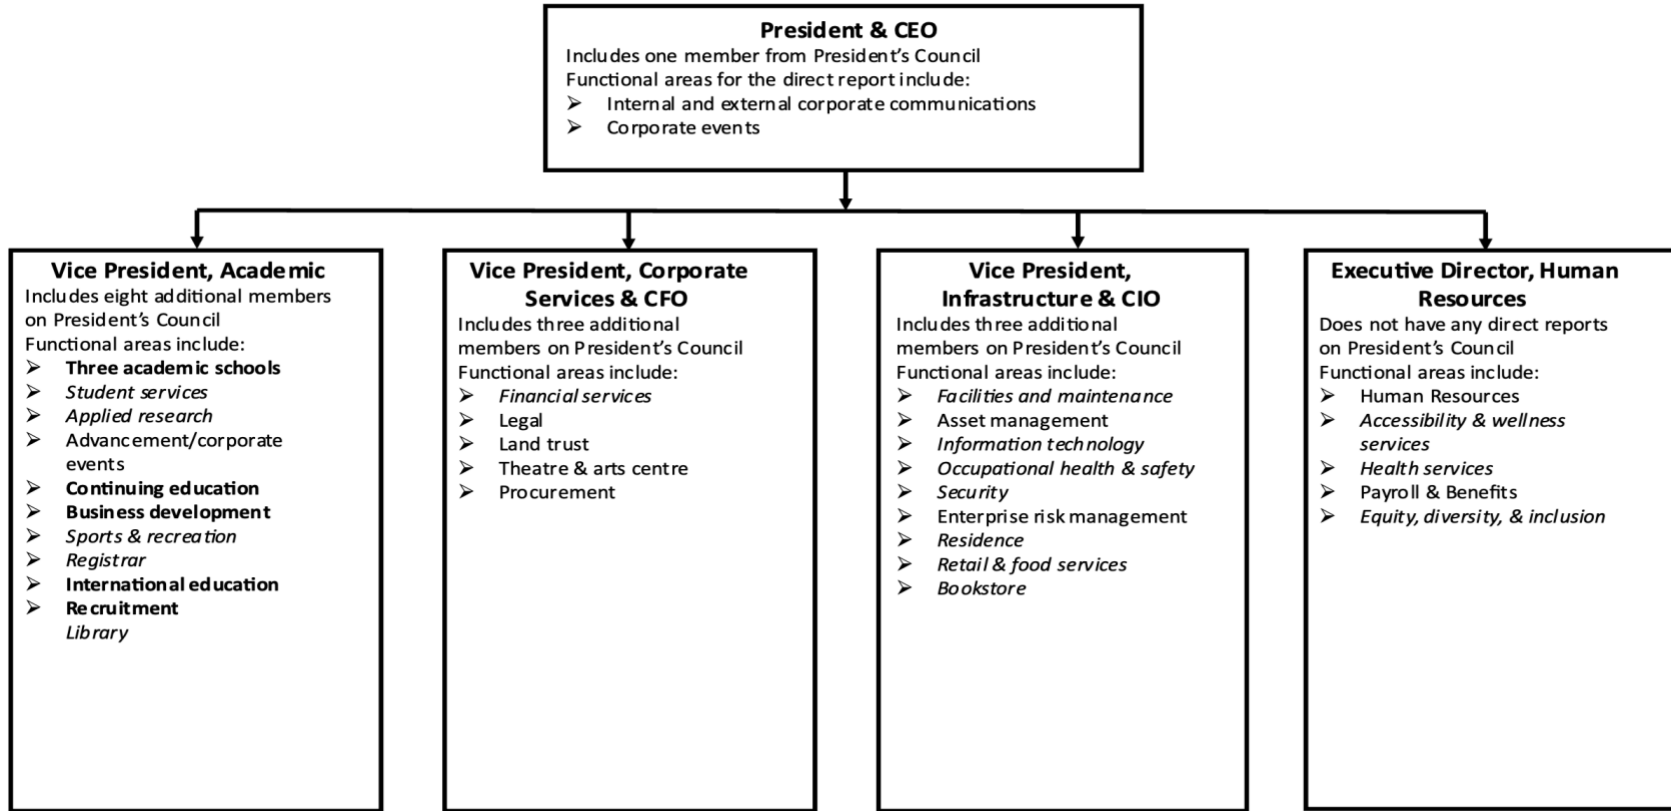 President & CEO
Includes one member from President’s Council
Functional areas for the direct report include:
➢ Internal and external corporate communications
➢ Corporate events
Vice President, Academic
Includes eight additional members
on President’s Council
Functional areas include:
➢ Three academic schools
➢ Student services
➢ Applied research
➢ Advancement/corporate
events
➢ Continuing education
➢ Business development
➢ Sports & recreation
➢ Registrar
➢ International education
➢ Recruitment
Library
Vice President, Corporate
Services & CFO
Includes three additional
members on President’s Council
Functional areas include:
➢ Financial services
➢ Legal
➢ Land trust
➢ Theatre & arts centre
➢ Procurement
Vice President,
Infrastructure & CIO
Includes three additional
members on President’s Council
Functional areas include:
➢ Facilities and maintenance
➢ Asset management
➢ Information technology
➢ Occupational health & safety
➢ Security
➢ Enterprise risk management
➢ Residence
➢ Retail & food services
➢ Bookstore
Executive Director, Human
Resources
Does not have any direct reports
on President’s Council
Functional areas include:
➢ Human Resources
➢ Accessibility & wellness
services
➢ Health services
➢ Payroll & Benefits
➢ Equity, diversity, & inclusion